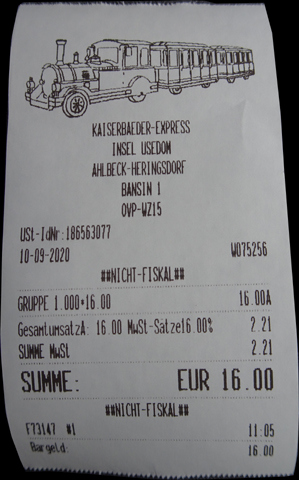 KAISERBAEDER-EXPRESS
INSEL USEDOM
AHLBECK-HERINGSDORF
BANSIN 1
OVP-WZ15
USt-IdNr:186563077
10-09-2020 W075256
##NICHT-FISKAL##
GRUPPE 1.000*16.00 16.00A
GesamtumsatzA: 16.00 MwSt-Sätze16.00% 2.21
SUMME MwSt 2.21
SUMME: EUR 16.00
##NICHT-FISKAL##
F73147 #1 11:05
Bargeld: 16.00